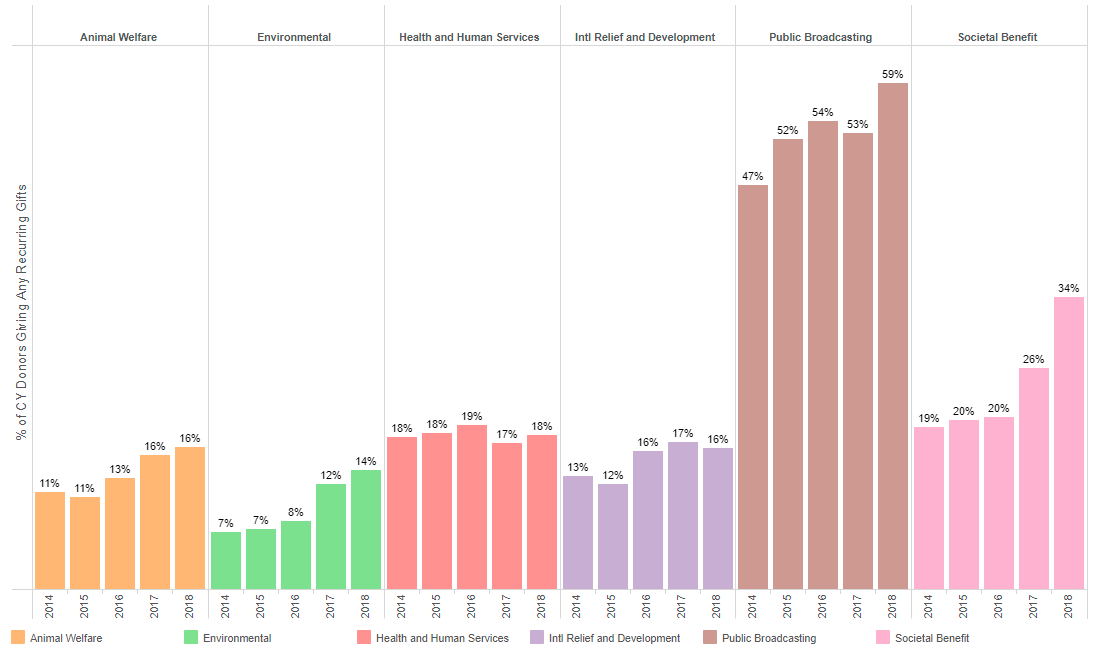 Animal Welfare Environmental Health and Human Services Intl Relief and Development Public Broadcasting Societal Benefit
% of CY Donors Giving Any Recurring Gifts
11% 11% 13% 16% 16%
7% 7% 8% 12% 14%
18% 18% 19% 17% 18%
13% 12% 16% 17% 16%
47% 52% 54% 53% 59%
19% 20% 20% 26% 34%
2014 2015 2016 2017 2018 2014 2015 2016 2017 2018 2014 2015 2016 2017 2018 2014 2015 2016 2017 2018 2014 2015 2016 2017 2018 2014 2015 2016 2017 2018
Animal Welfare Environmental Health and Human Services Intl Relief and Development Public Broadcasting Societal Benefit